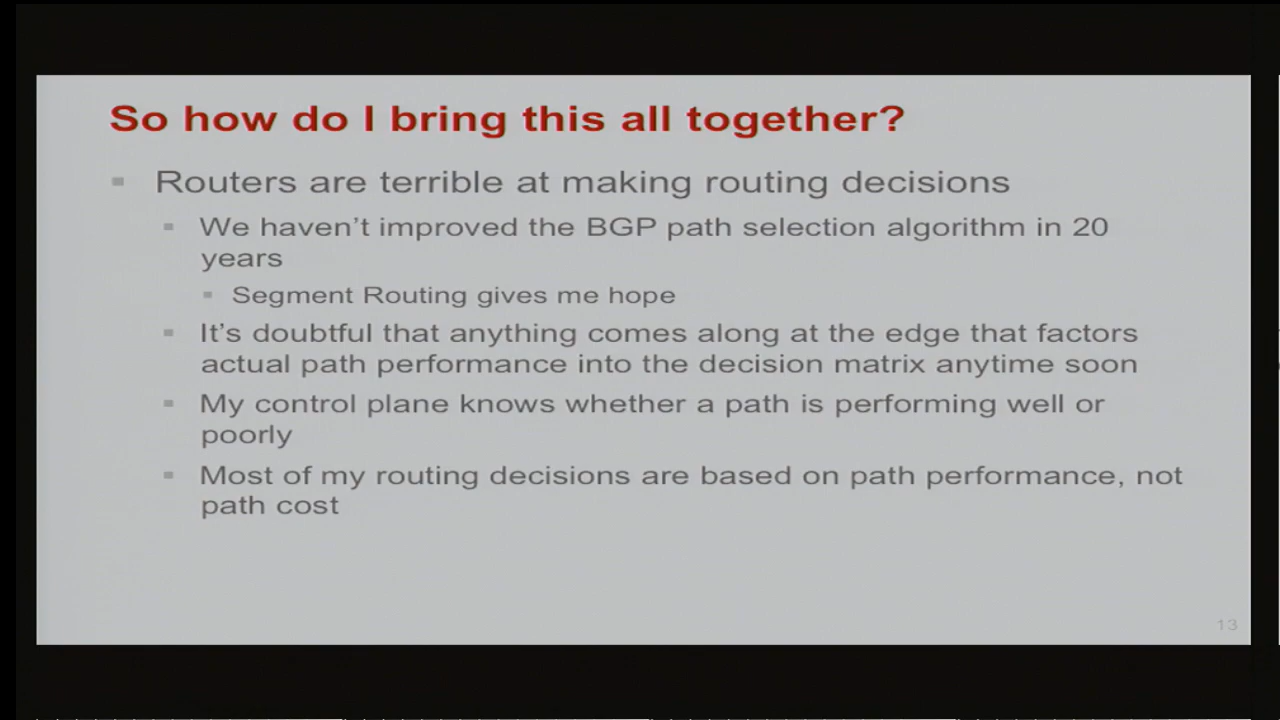 So how do I bring this all together?
Routers are terrible at making routing decisions
We haven't improved the BGP path selection algorithm in 20
years
Segment Routing gives me hope
It's doubtful that anything comes along at the edge that factors
actual path performance into the decision matrix anytime soon
My control plane knows whether a path is performing well or
poorly
Most of my routing decisions are based on path performance, not
path cost
13